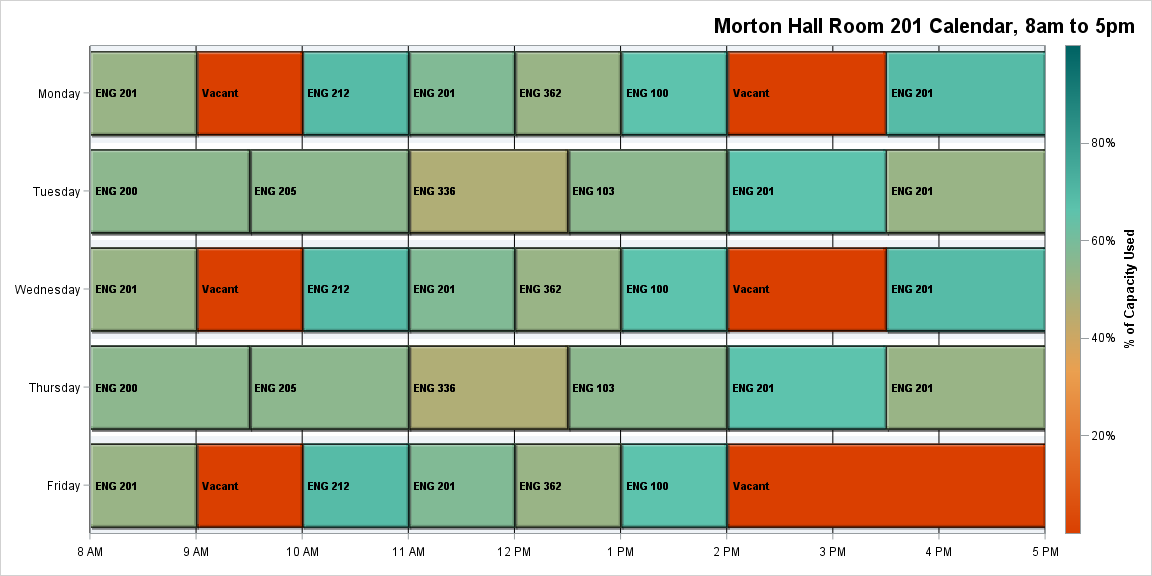 Morton Hall Room 201 Calendar, 8am to 5pm
Monday ENG 201 Vacant ENG 212 ENG 201 ENG 362 ENG 100 Vacant ENG 201
80%
Tuesday ENG 200 ENG 205 ENG 336 ENG 103 ENG 201 ENG 201
60%
% of Capacity Used
Wednesday ENG 201 Vacant ENG 212 ENG 201 ENG 362 ENG 100 Vacant ENG 201
40%
Thursday ENG 200 ENG 205 ENG 336 ENG 103 ENG 201 ENG 201
20%
Friday ENG 201 Vacant ENG 212 ENG 201 ENG 362 ENG 100 Vacant
8 AM 9 AM 10 AM 11 AM 12 PM 1 PM 2 PM 3 PM 4 PM 5 PM